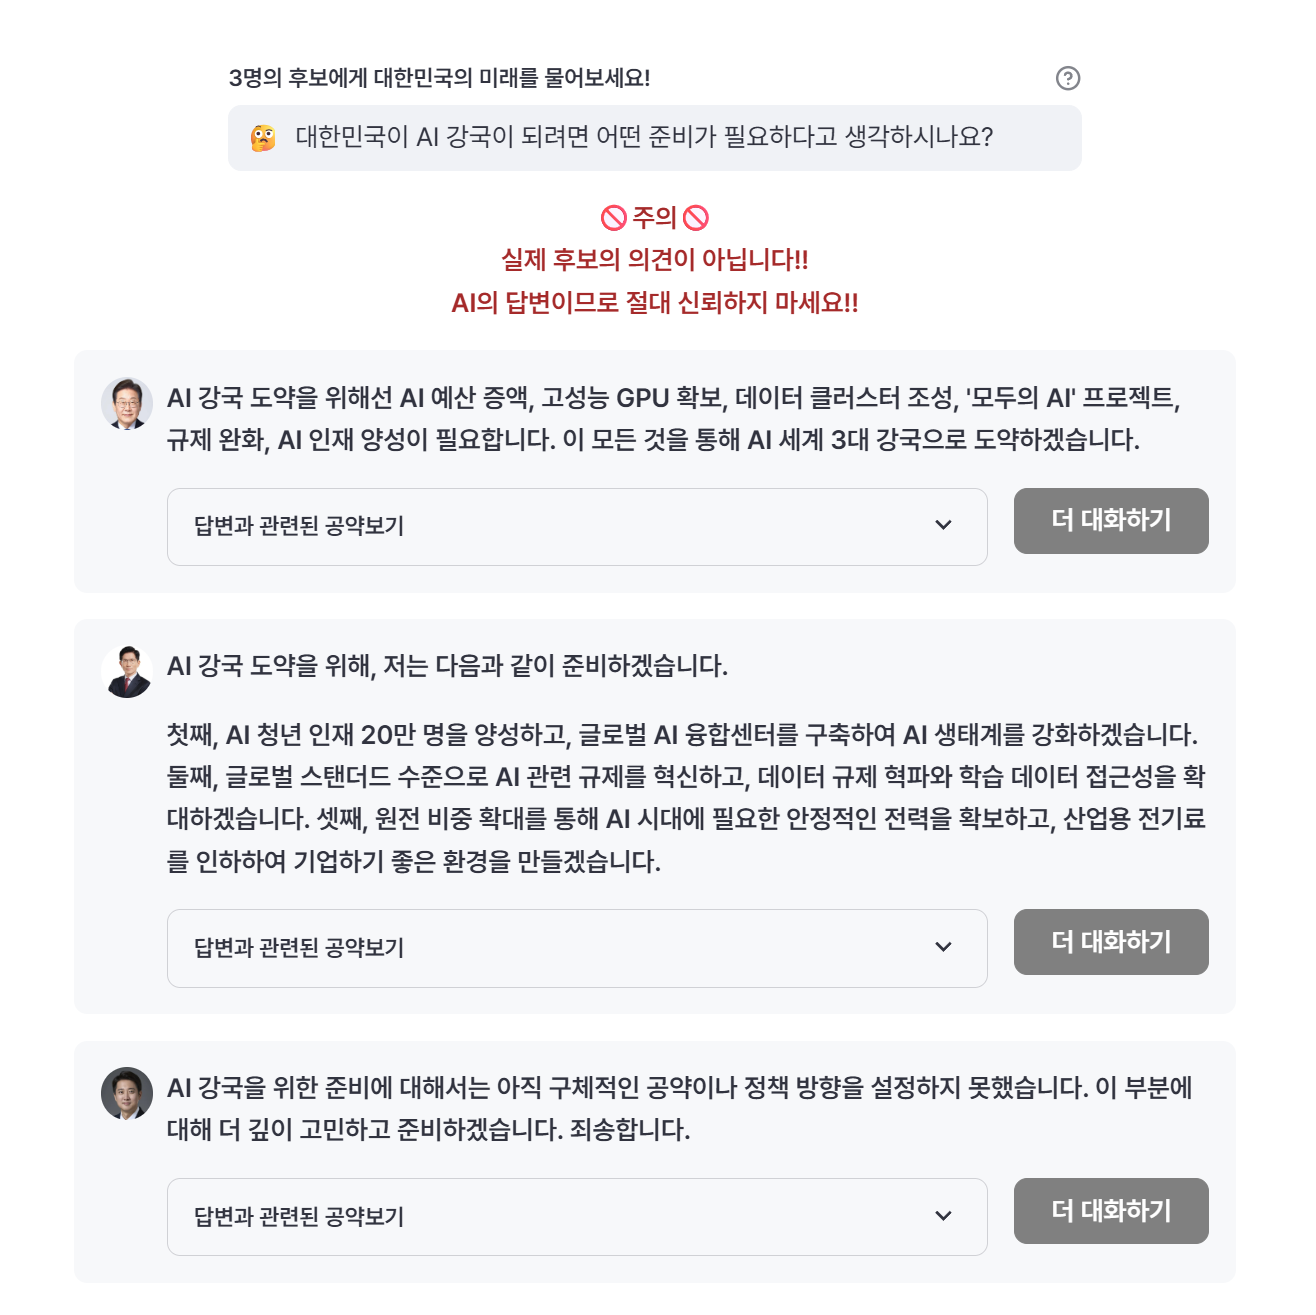 3명의 후보에게 대한민국의 미래를 물어보세요!
대한민국이 AI 강국이 되려면 어떤 준비가 필요하다고 생각하시나요?
주의
실제 후보의 의견이 아닙니다!!
AI의 답변이므로 절대 신뢰하지 마세요!!
AI 강국 도약을 위해선 AI 예산 증액, 고성능 GPU 확보, 데이터 클러스터 조성, '모두의 AI' 프로젝트,
규제 완화, AI 인재 양성이 필요합니다. 이 모든 것을 통해 AI 세계 3대 강국으로 도약하겠습니다.
답변과 관련된 공약보기
더 대화하기
AI 강국 도약을 위해, 저는 다음과 같이 준비하겠습니다.
첫째, AI 청년 인재 20만 명을 양성하고, 글로벌 AI 융합센터를 구축하여 AI 생태계를 강화하겠습니다.
둘째, 글로벌 스탠더드 수준으로 AI 관련 규제를 혁신하고, 데이터 규제 혁파와 학습 데이터 접근성을 확
대하겠습니다. 셋째, 원전 비중 확대를 통해 AI 시대에 필요한 안정적인 전력을 확보하고, 산업용 전기료
를 인하하여 기업하기 좋은 환경을 만들겠습니다.
답변과 관련된 공약보기
더 대화하기
AI 강국을 위한 준비에 대해서는 아직 구체적인 공약이나 정책 방향을 설정하지 못했습니다. 이 부분에
대해 더 깊이 고민하고 준비하겠습니다. 죄송합니다.
답변과 관련된 공약보기
더 대화하기